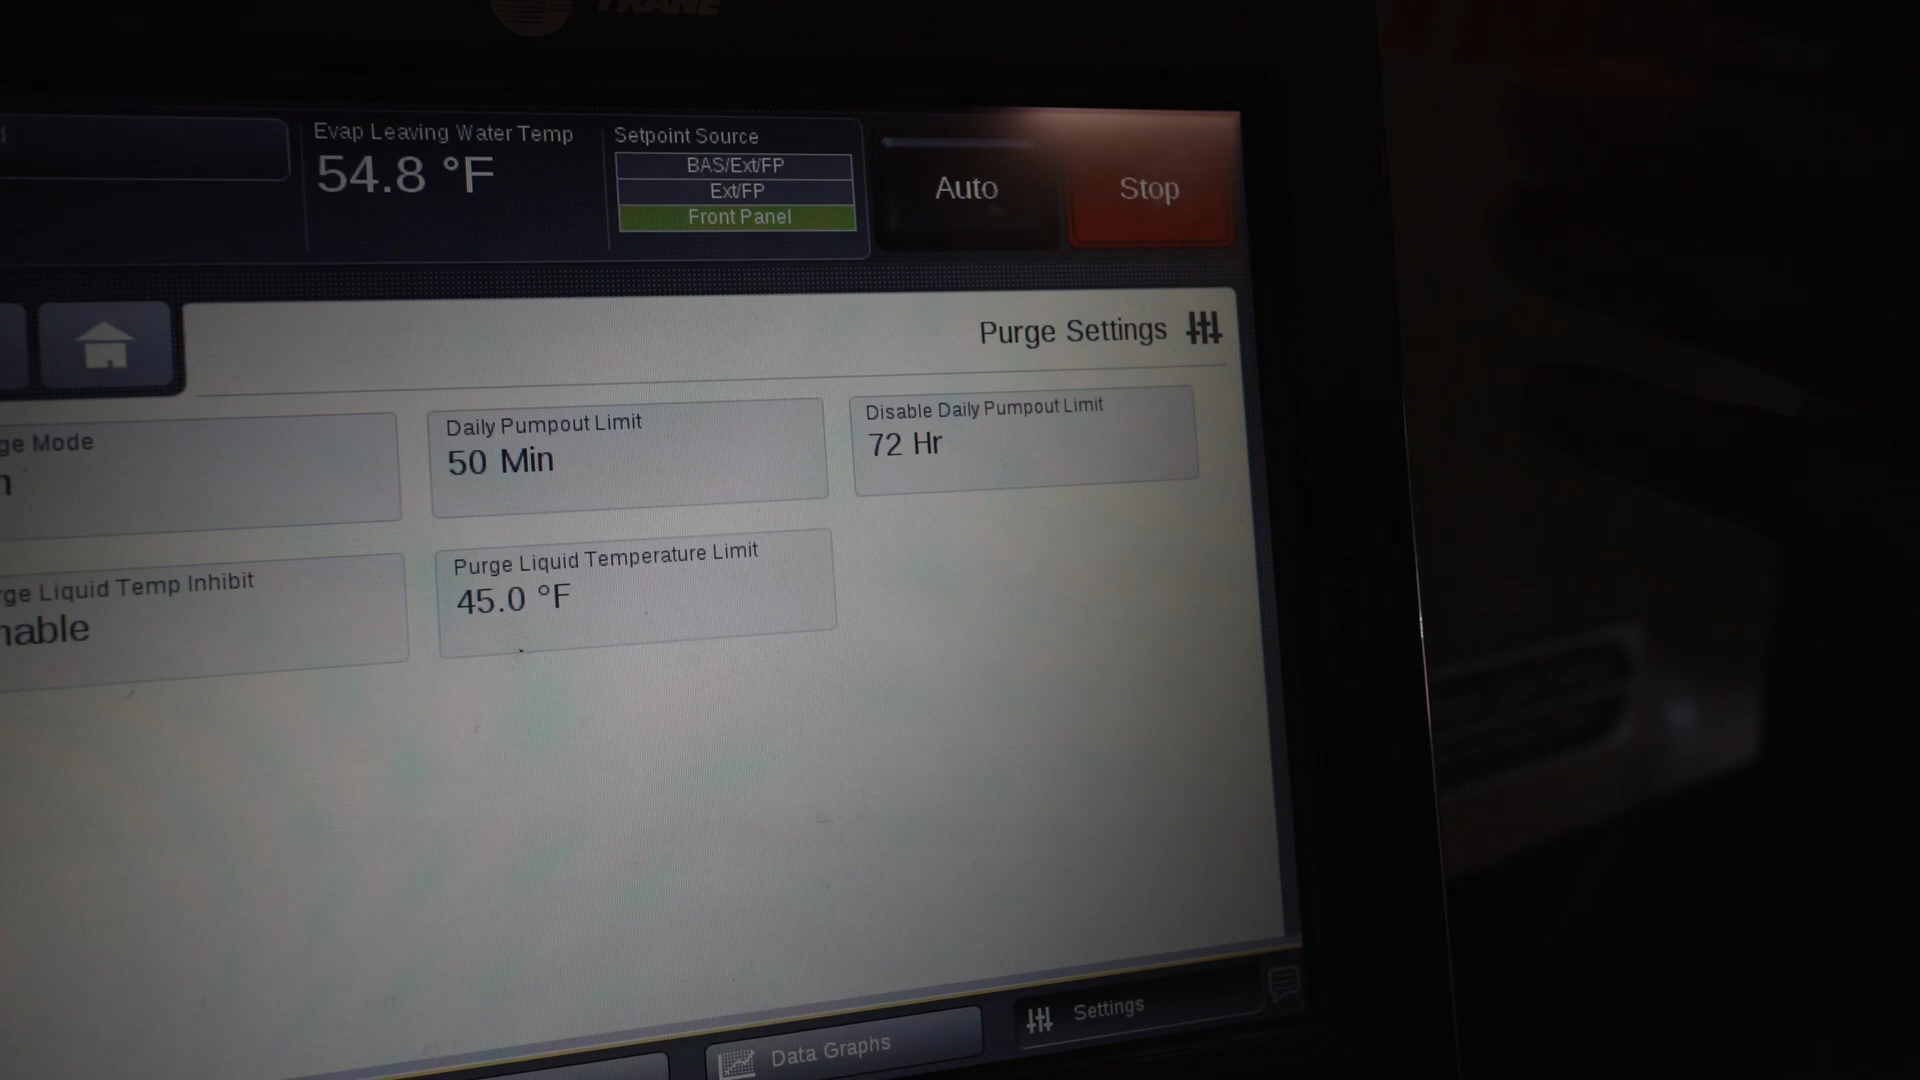 TRANE
Evap Leaving Water Temp
54.8 °F
Setpoint Source
BAS/Ext/FP
Ext/FP
Front Panel
Auto
Stop
Purge Settings
ge Mode
Daily Pumpout Limit
50 Min
Disable Daily Pumpout Limit
72 Hr
ge Liquid Temp Inhibit
nable
Purge Liquid Temperature Limit
45.0 °F
Data Graphs
Settings